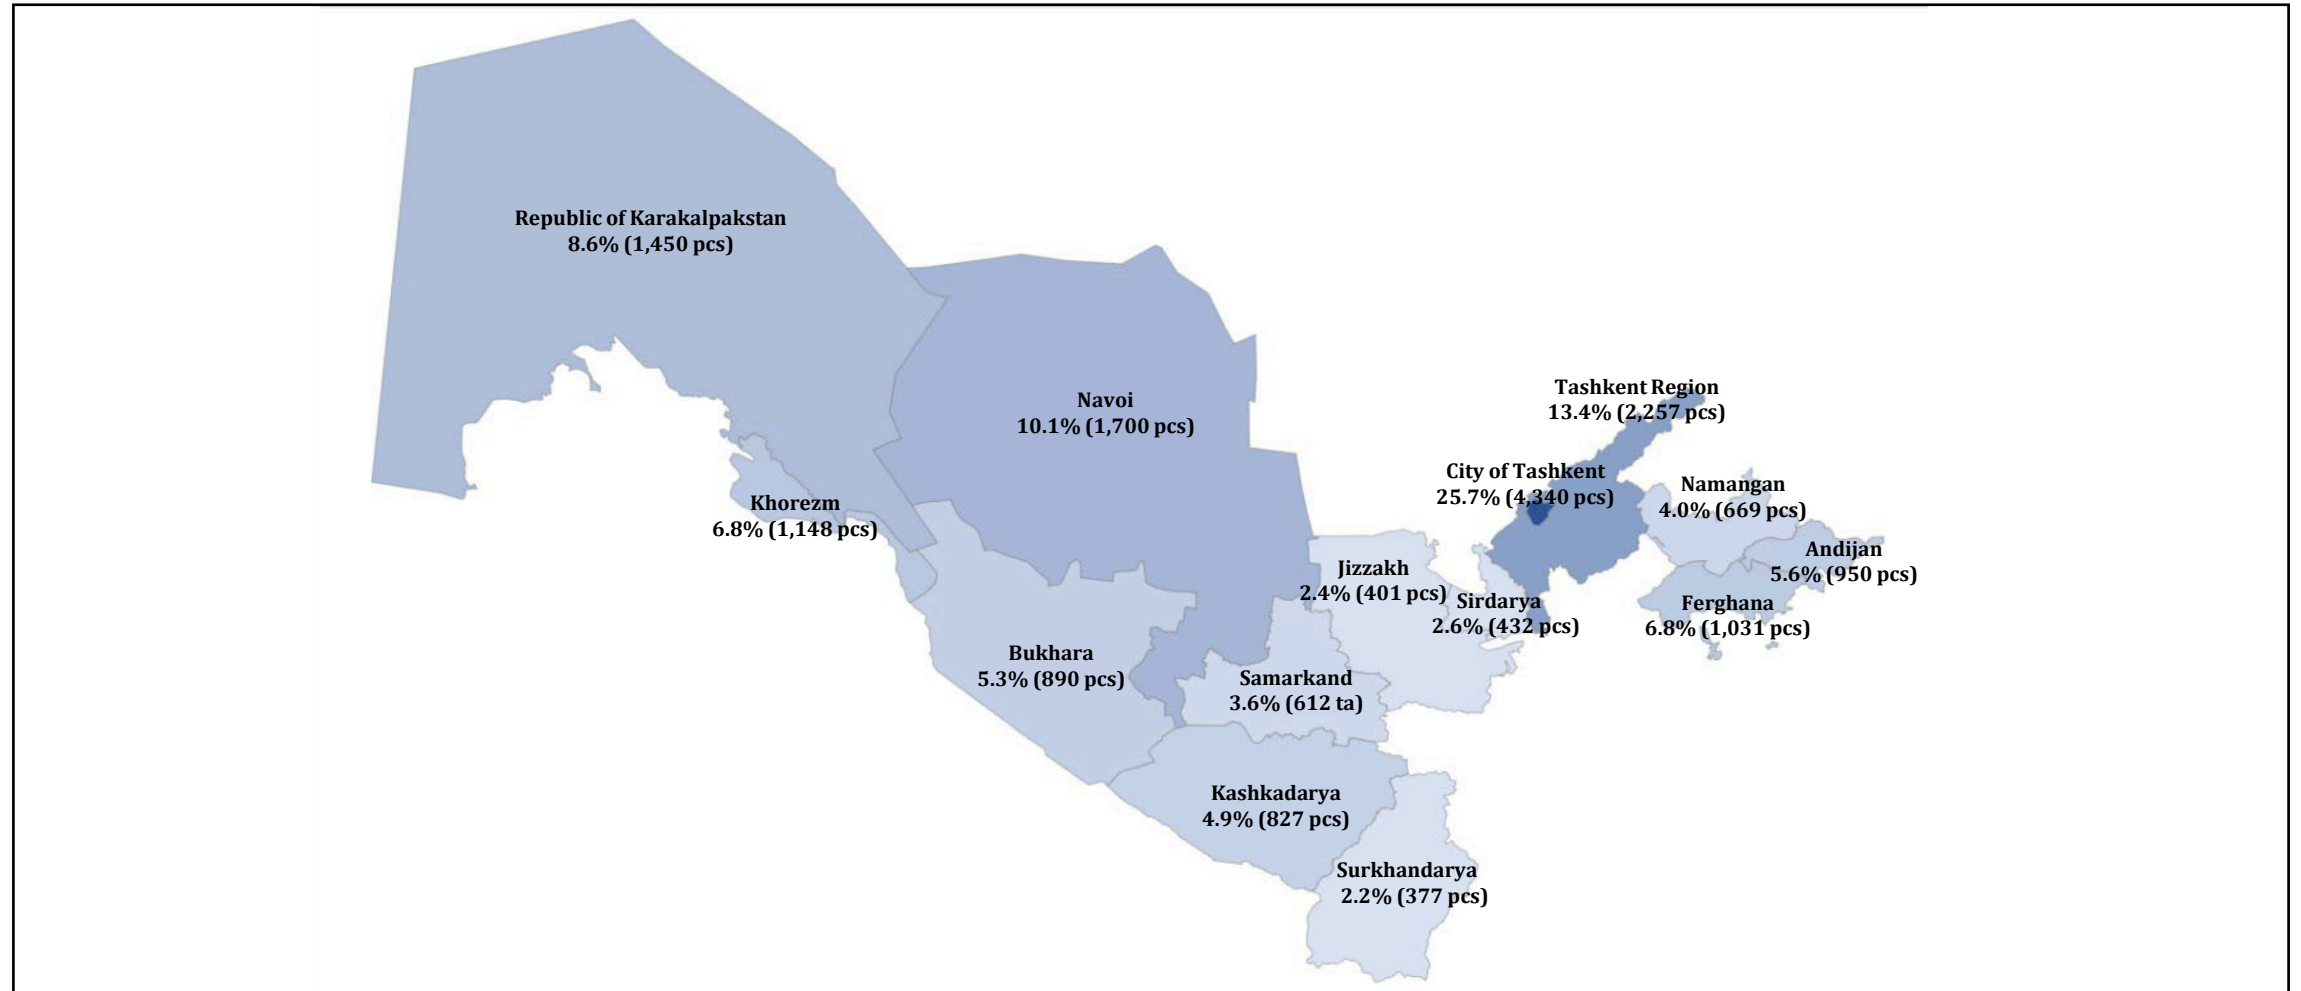 Republic of Karakalpakstan
8.6% (1,450 pcs)
Navoi
10.1% (1,700 pcs)
Tashkent Region
13.4% (2,257 pcs)
City of Tashkent
25.7% (4,340 pcs)
Namangan
4.0% (669 pcs)
Khorezm
6.8% (1,148 pcs)
Andijan
5.6% (950 pcs)
Jizzakh
2.4% (401 pcs)
Sirdarya
2.6% (432 pcs)
Ferghana
6.8% (1,031 pcs)
Bukhara
5.3% (890 pcs)
Samarkand
3.6% (612 ta)
Kashkadarya
4.9% (827 pcs)
Surkhandarya
2.2% (377 pcs)